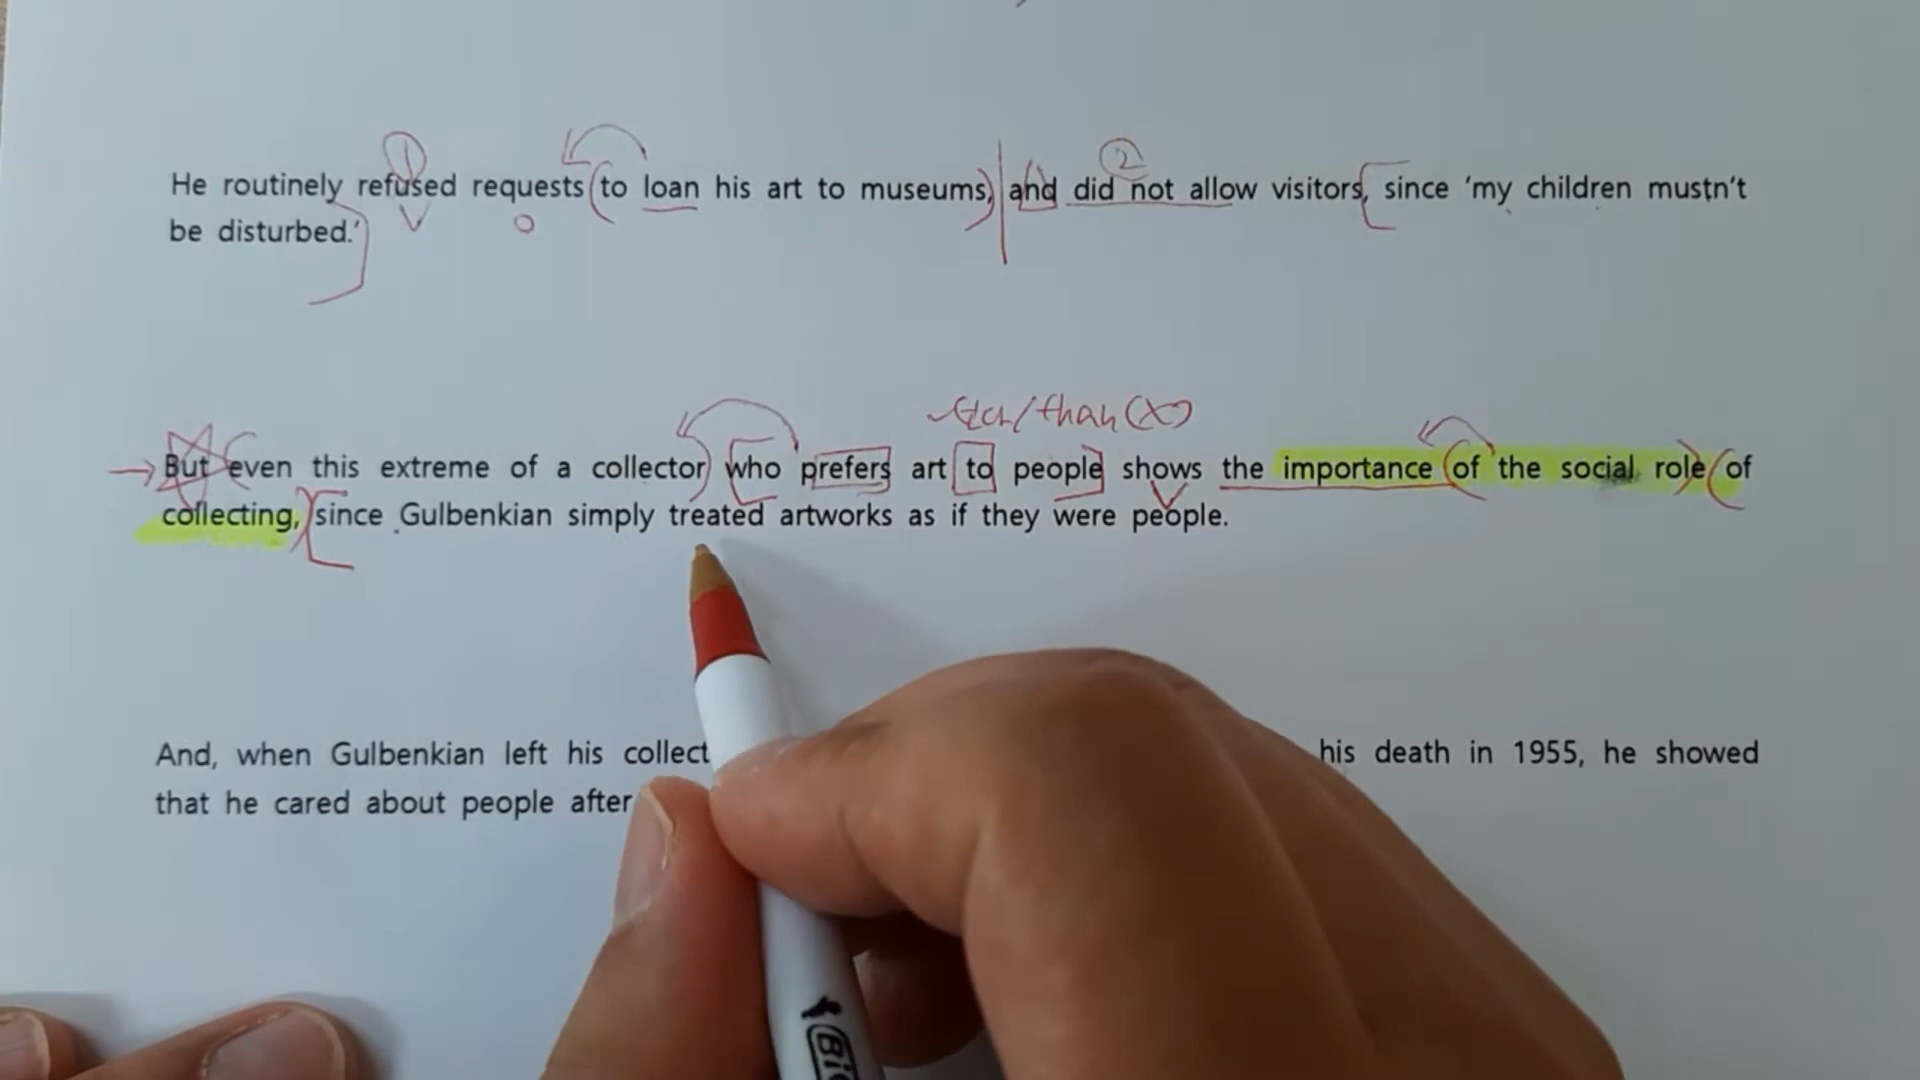 ①
②
He routinely refused requests to loan his art to museums, and did not allow visitors, since ‘my children mustn’t
be disturbed.’
than (X)
But even this extreme of a collector who prefers art to people shows the importance of the social role of
collecting, since Gulbenkian simply treated artworks as if they were people.
And, when Gulbenkian left his collect his death in 1955, he showed
that he cared about people after
BiC